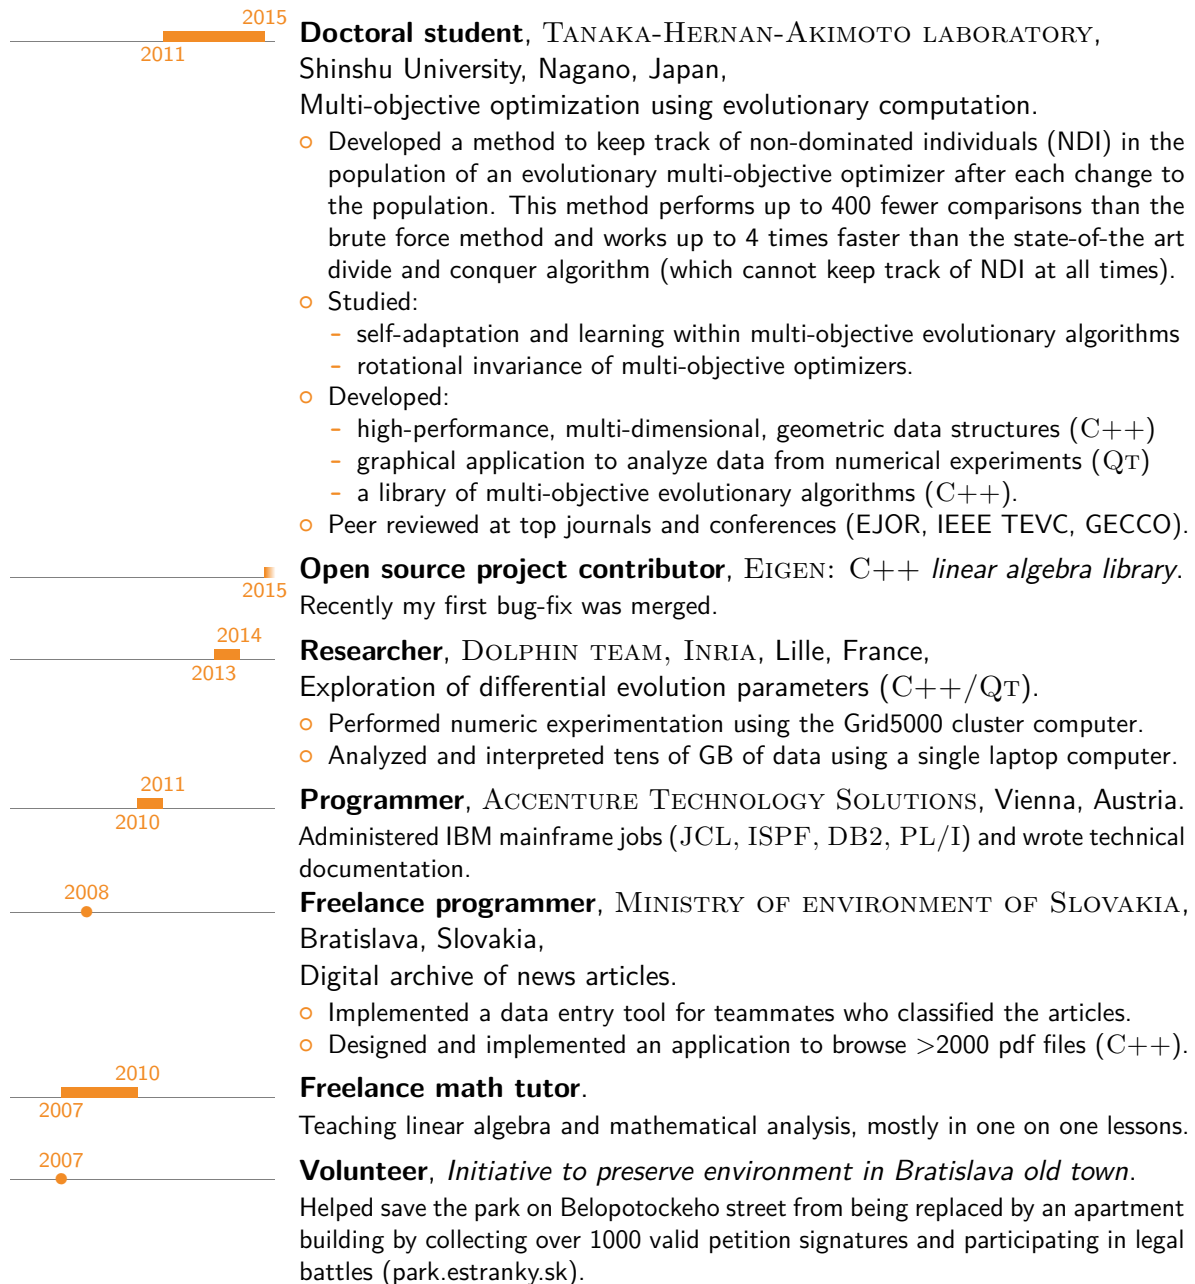 2015
2011
Doctoral student, Tanaka-Hernan-Akimoto laboratory,
Shinshu University, Nagano, Japan,
Multi-objective optimization using evolutionary computation.
Developed a method to keep track of non-dominated individuals (NDI) in the
population of an evolutionary multi-objective optimizer after each change to
the population. This method performs up to 400 fewer comparisons than the
brute force method and works up to 4 times faster than the state-of-the art
divide and conquer algorithm (which cannot keep track of NDI at all times).
Studied:
- self-adaptation and learning within multi-objective evolutionary algorithms
- rotational invariance of multi-objective optimizers.
Developed:
- high-performance, multi-dimensional, geometric data structures (C++)
- graphical application to analyze data from numerical experiments (Qt)
- a library of multi-objective evolutionary algorithms (C++).
Peer reviewed at top journals and conferences (EJOR, IEEE TEVC, GECCO).
2015
Open source project contributor, Eigen: C++ linear algebra library.
Recently my first bug-fix was merged.
2014
2013
Researcher, Dolphin team, Inria, Lille, France,
Exploration of differential evolution parameters (C++/Qt).
Performed numeric experimentation using the Grid5000 cluster computer.
Analyzed and interpreted tens of GB of data using a single laptop computer.
2011
2010
Programmer, Accenture Technology Solutions, Vienna, Austria.
Administered IBM mainframe jobs (JCL, ISPF, DB2, PL/I) and wrote technical
documentation.
2008
Freelance programmer, Ministry of environment of Slovakia,
Bratislava, Slovakia,
Digital archive of news articles.
Implemented a data entry tool for teammates who classified the articles.
Designed and implemented an application to browse >2000 pdf files (C++).
2010
2007
Freelance math tutor.
Teaching linear algebra and mathematical analysis, mostly in one on one lessons.
2007
Volunteer, Initiative to preserve environment in Bratislava old town.
Helped save the park on Belopotockeho street from being replaced by an apartment
building by collecting over 1000 valid petition signatures and participating in legal
battles (park.estranky.sk).